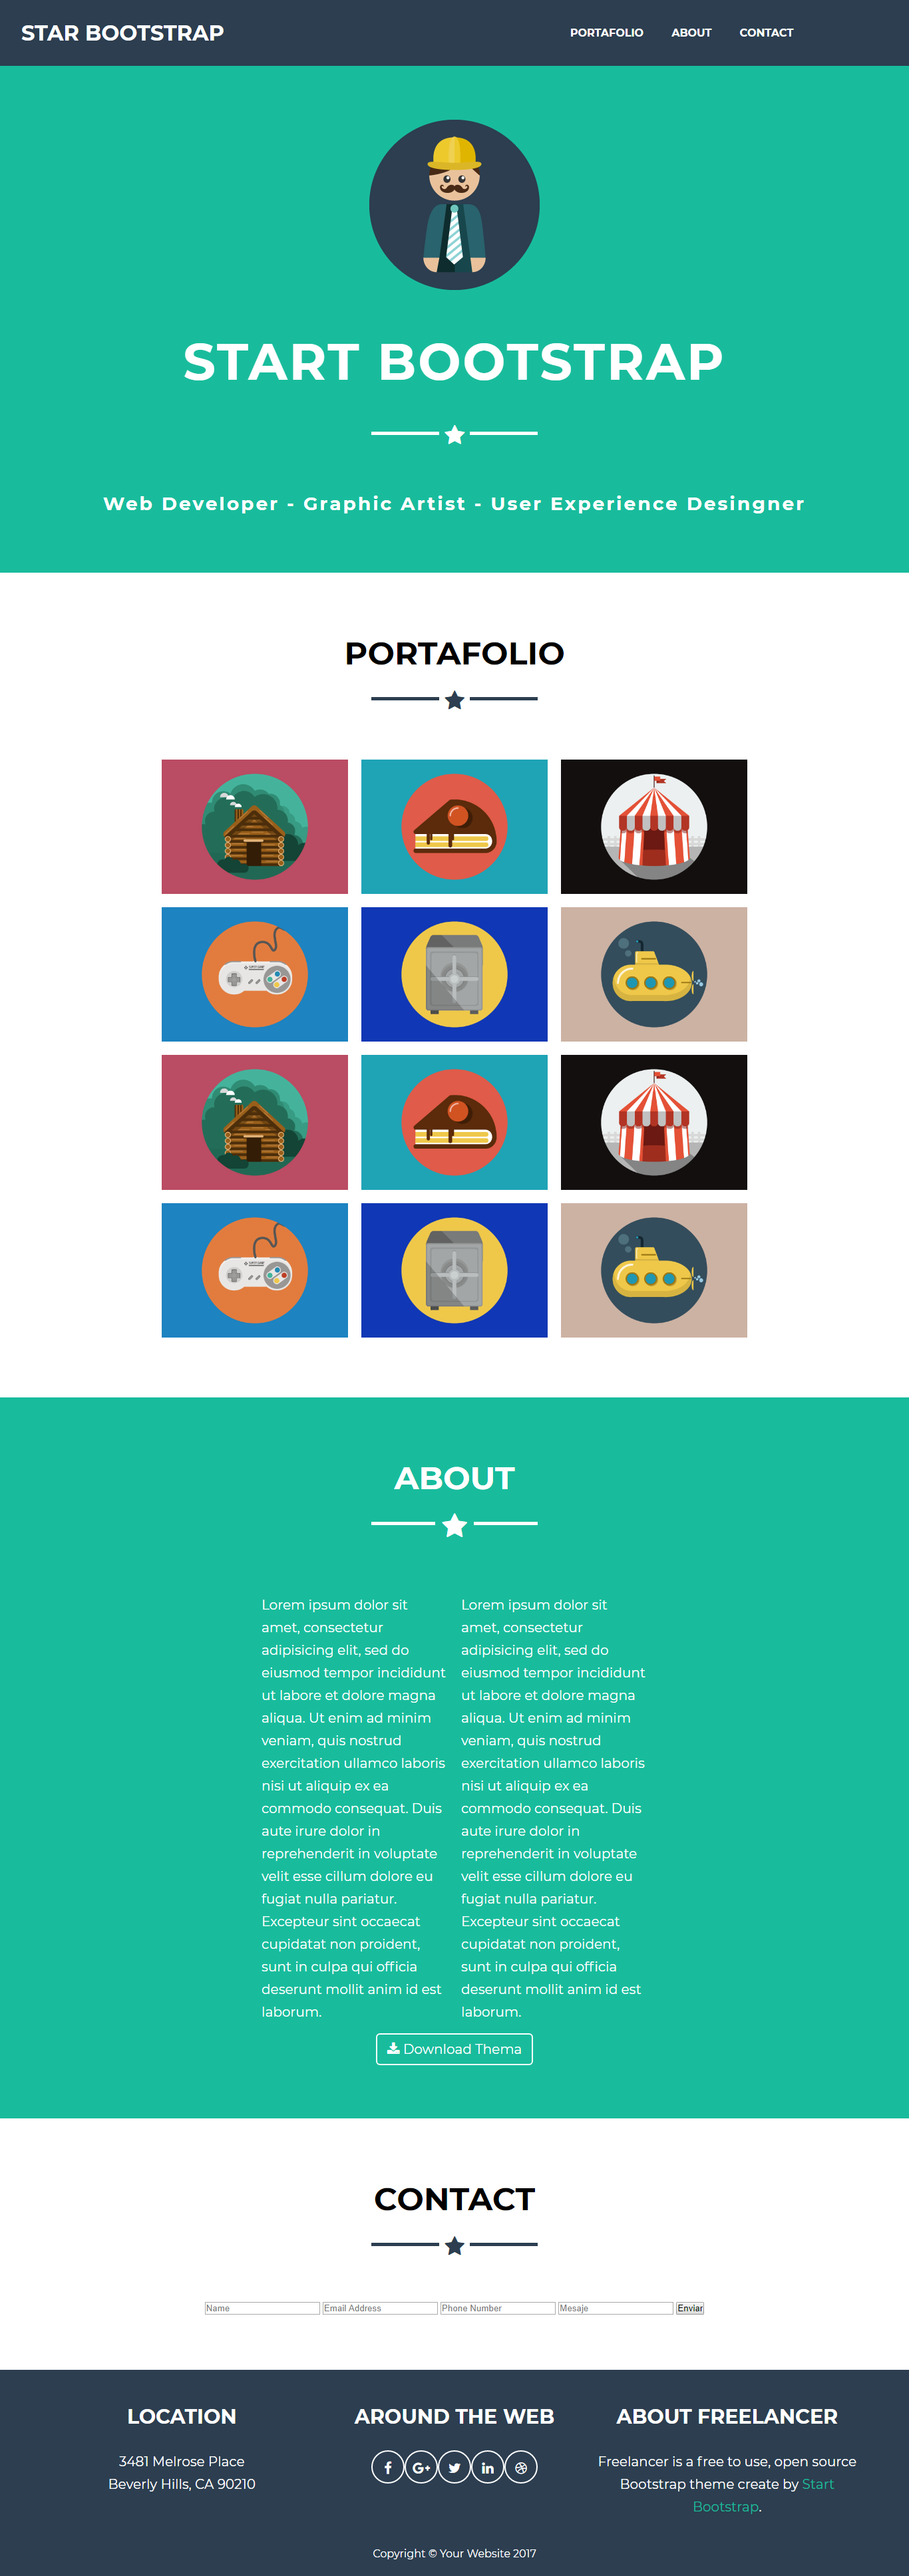 STAR BOOTSTRAP
PORTAFOLIO ABOUT CONTACT
START BOOTSTRAP
Web Developer - Graphic Artist - User Experience Desingner
PORTAFOLIO
ABOUT
Lorem ipsum dolor sit
amet, consectetur
adipisicing elit, sed do
eiusmod tempor incididunt
ut labore et dolore magna
aliqua. Ut enim ad minim
veniam, quis nostrud
exercitation ullamco laboris
nisi ut aliquip ex ea
commodo consequat. Duis
aute irure dolor in
reprehenderit in voluptate
velit esse cillum dolore eu
fugiat nulla pariatur.
Excepteur sint occaecat
cupidatat non proident,
sunt in culpa qui officia
deserunt mollit anim id est
laborum.
Lorem ipsum dolor sit
amet, consectetur
adipisicing elit, sed do
eiusmod tempor incididunt
ut labore et dolore magna
aliqua. Ut enim ad minim
veniam, quis nostrud
exercitation ullamco laboris
nisi ut aliquip ex ea
commodo consequat. Duis
aute irure dolor in
reprehenderit in voluptate
velit esse cillum dolore eu
fugiat nulla pariatur.
Excepteur sint occaecat
cupidatat non proident,
sunt in culpa qui officia
deserunt mollit anim id est
laborum.
Download Thema
CONTACT
Name Email Address Phone Number Mesaje Enviar
LOCATION
3481 Melrose Place
Beverly Hills, CA 90210
AROUND THE WEB
ABOUT FREELANCER
Freelancer is a free to use, open source
Bootstrap theme create by Start
Bootstrap.
Copyright © Your Website 2017